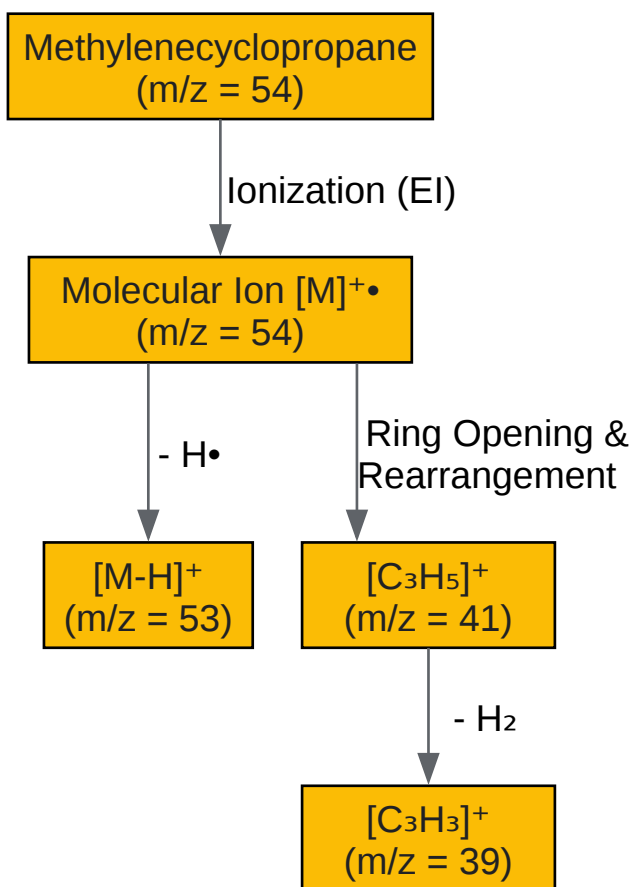 Methylenecyclopropane
(m/z = 54)
Ionization (EI)
Molecular Ion [M]⁺•
(m/z = 54)
- H•
Ring Opening &
Rearrangement
[M-H]⁺
(m/z = 53)
[C₃H₅]⁺
(m/z = 41)
- H₂
[C₃H₃]⁺
(m/z = 39)